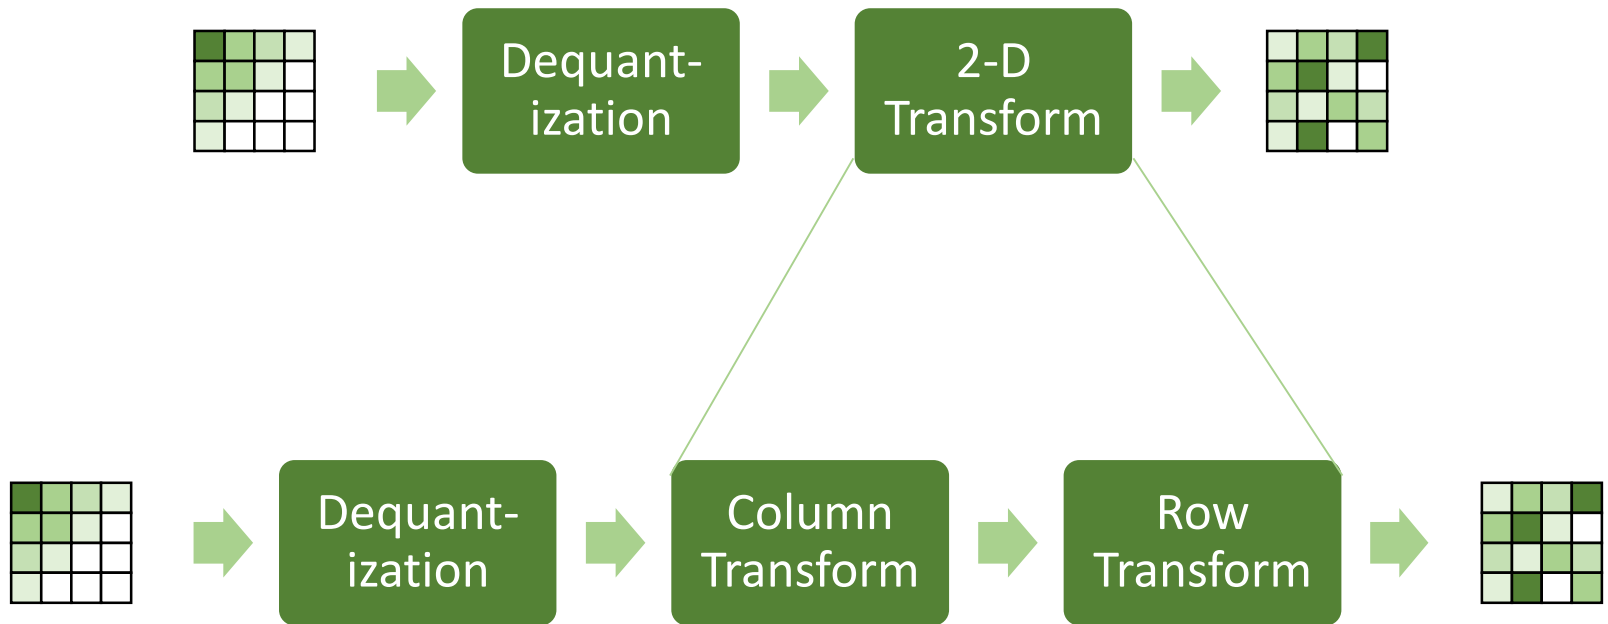 Dequant-
ization
2-D
Transform
Dequant-
ization
Column
Transform
Row
Transform